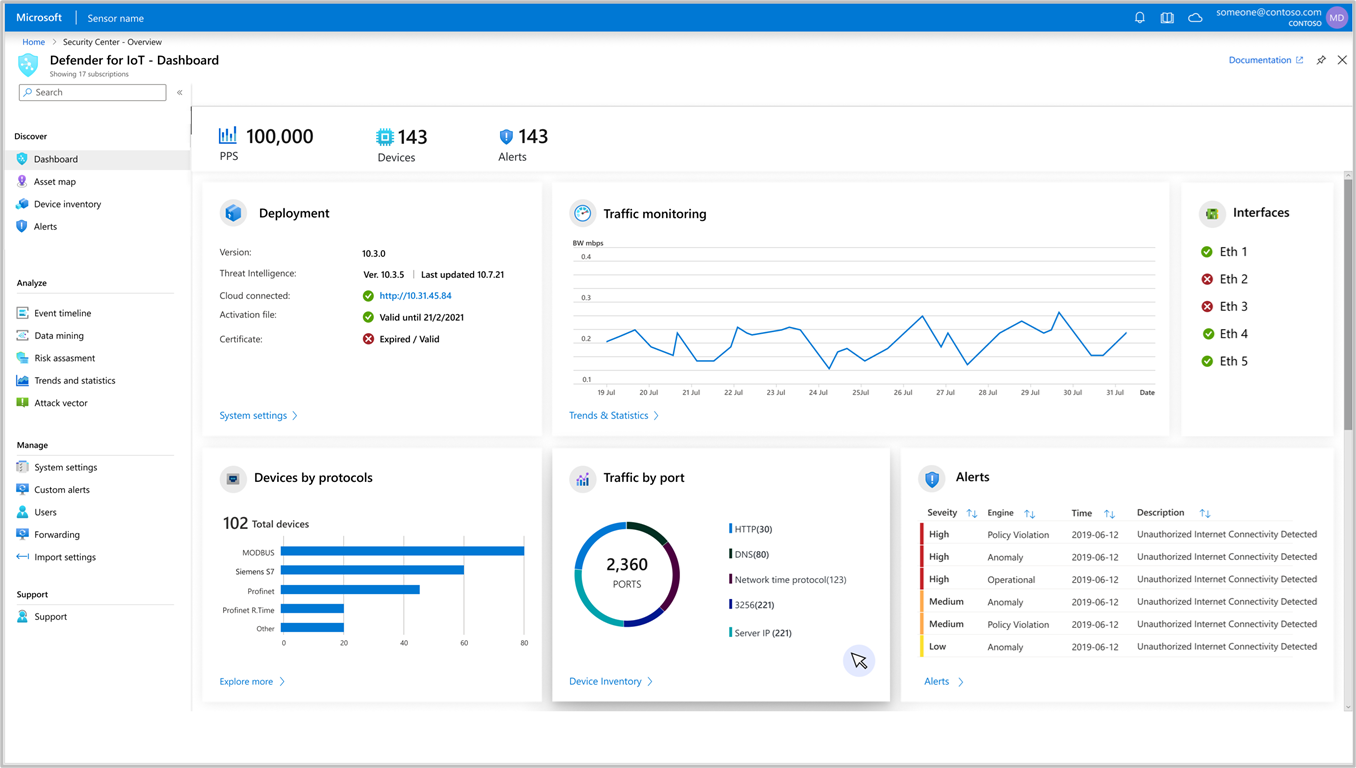 Microsoft Sensor name
someone@contoso.com
CONTOSO
MD
Home > Security Center - Overview
Defender for IoT - Dashboard
Showing 17 subscriptions
Documentation
Search
«
Discover
Dashboard
Asset map
Device inventory
Alerts
Analyze
Event timeline
Data mining
Risk assasment
Trends and statistics
Attack vector
Manage
System settings
Custom alerts
Users
Forwarding
Import settings
Support
Support
100,000
PPS
143
Devices
143
Alerts
Deployment
Version: 10.3.0
Threat Intelligence: Ver. 10.3.5 | Last updated 10.7.21
Cloud connected: http://10.31.45.84
Activation file: Valid until 21/2/2021
Certificate: Expired / Valid
System settings >
Traffic monitoring
BW mbps
0.4
0.3
0.2
0.1
19 Jul 20 Jul 21 Jul 22 Jul 23 Jul 24 Jul 25Jul 26 Jul 27 Jul 28 Jul 29 Jul 30 Jul 31 Jul Date
Trends & Statistics >
Interfaces
Eth 1
Eth 2
Eth 3
Eth 4
Eth 5
Devices by protocols
102 Total devices
MODBUS
Siemens S7
Profinet
Profinet R.Time
Other
0 20 40 60 80
Explore more >
Traffic by port
2,360
PORTS
HTTP(30)
DNS(80)
Network time protocol(123)
3256(221)
Server IP (221)
Device Inventory >
Alerts
Seveity Engine Time Description
High Policy Violation 2019-06-12 Unauthorized Internet Connectivity Detected
High Anomaly 2019-06-12 Unauthorized Internet Connectivity Detected
High Operational 2019-06-12 Unauthorized Internet Connectivity Detected
Medium Anomaly 2019-06-12 Unauthorized Internet Connectivity Detected
Medium Policy Violation 2019-06-12 Unauthorized Internet Connectivity Detected
Low Anomaly 2019-06-12 Unauthorized Internet Connectivity Detected
Alerts >